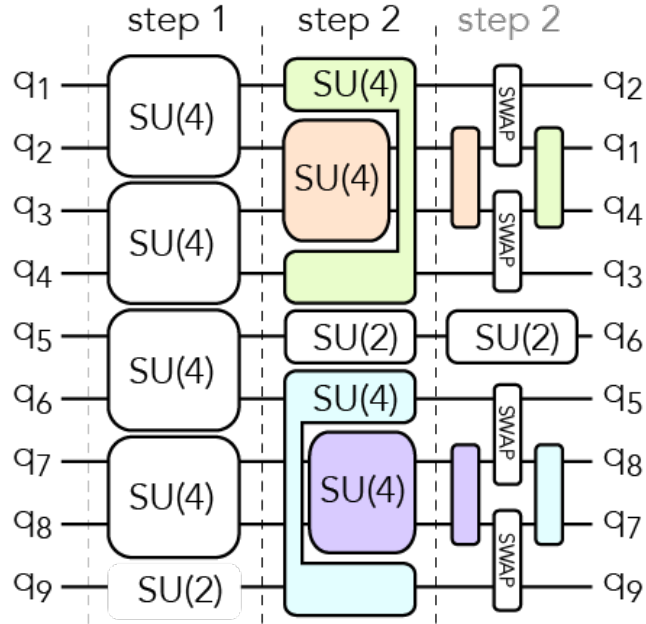 step 1 step 2 step 2
q1 SU(4) SU(4) SWAP q2
q2 SU(4) q1
q3 SU(4) SWAP q4
q4 q3
q5 SU(4) SU(2) SU(2) q6
q6 SU(4) SWAP q5
q7 SU(4) SU(4) q8
q8 SWAP q7
q9 SU(2) q9